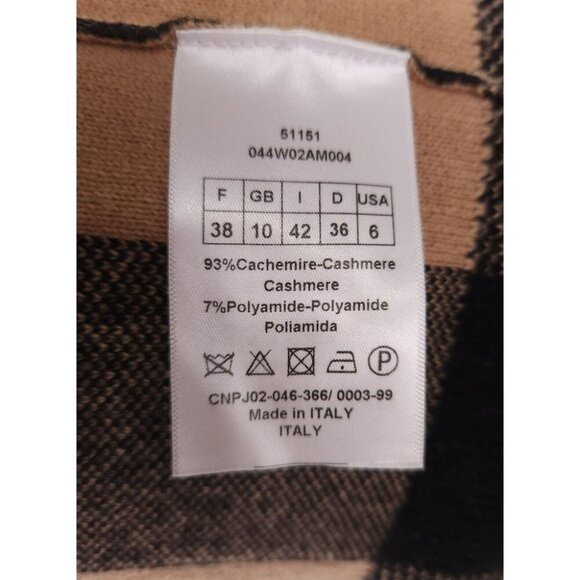 51151
044W02AM004
F GB I D USA
38 10 42 36 6
93%Cachemire-Cashmere
Cashmere
7%Polyamide-Polyamide
Poliamida
P
CNPJ02-046-366/ 0003-99
Made in ITALY
ITALY